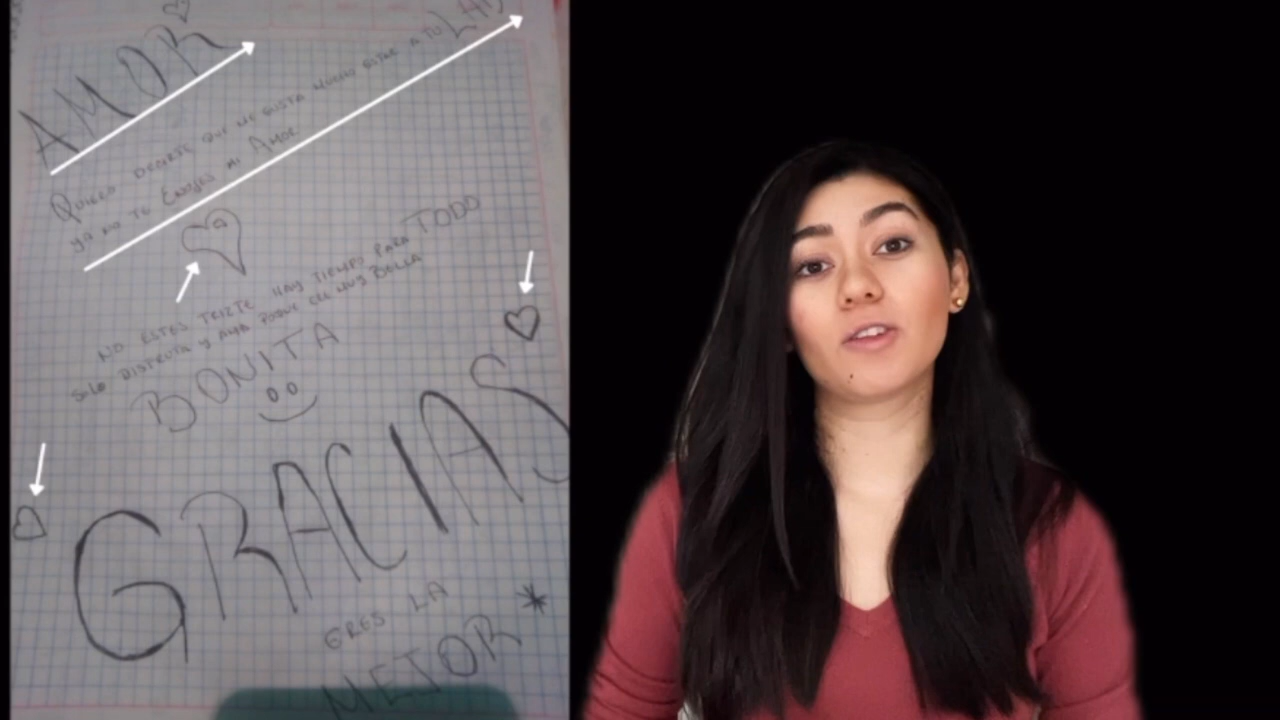 AMOR
QUIERO DECIRTE QUE ME GUSTA MUCHO ESTAR A TU LADO
YA NO TE ENOJES MI AMOR
NO ESTES TRIZTE HAY TIEMPO PARA TODO
SOLO DISFRUTA Y AMA PORQUE ERES MUY BELLA
BONITA
GRACIAS
ERES LA
MEJOR *